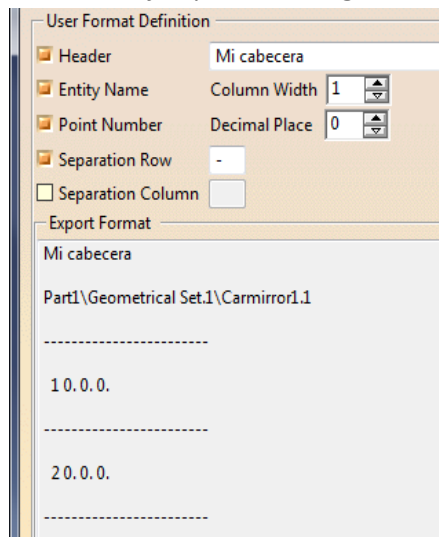 User Format Definition
Header Mi cabecera
Entity Name Column Width 1
Point Number Decimal Place 0
Separation Row -
Separation Column
Export Format
Mi cabecera
Part1\Geometrical Set.1\Carmirror1.1
-----------------------
1 0. 0. 0.
-----------------------
2 0. 0. 0.
-----------------------